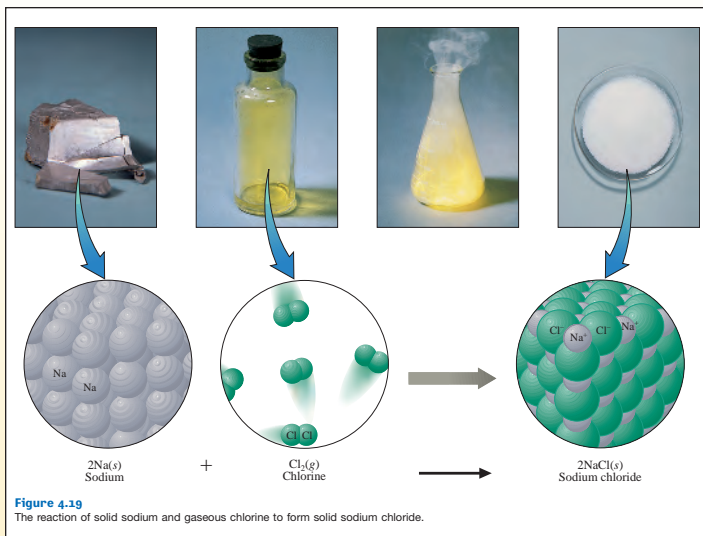 Na
Na
Cl Cl
Cl⁻ Na⁺ Cl⁻ Na⁺
2Na(s) + Cl₂(g) 2NaCl(s)
Sodium Chlorine Sodium chloride
Figure 4.19
The reaction of solid sodium and gaseous chlorine to form solid sodium chloride.